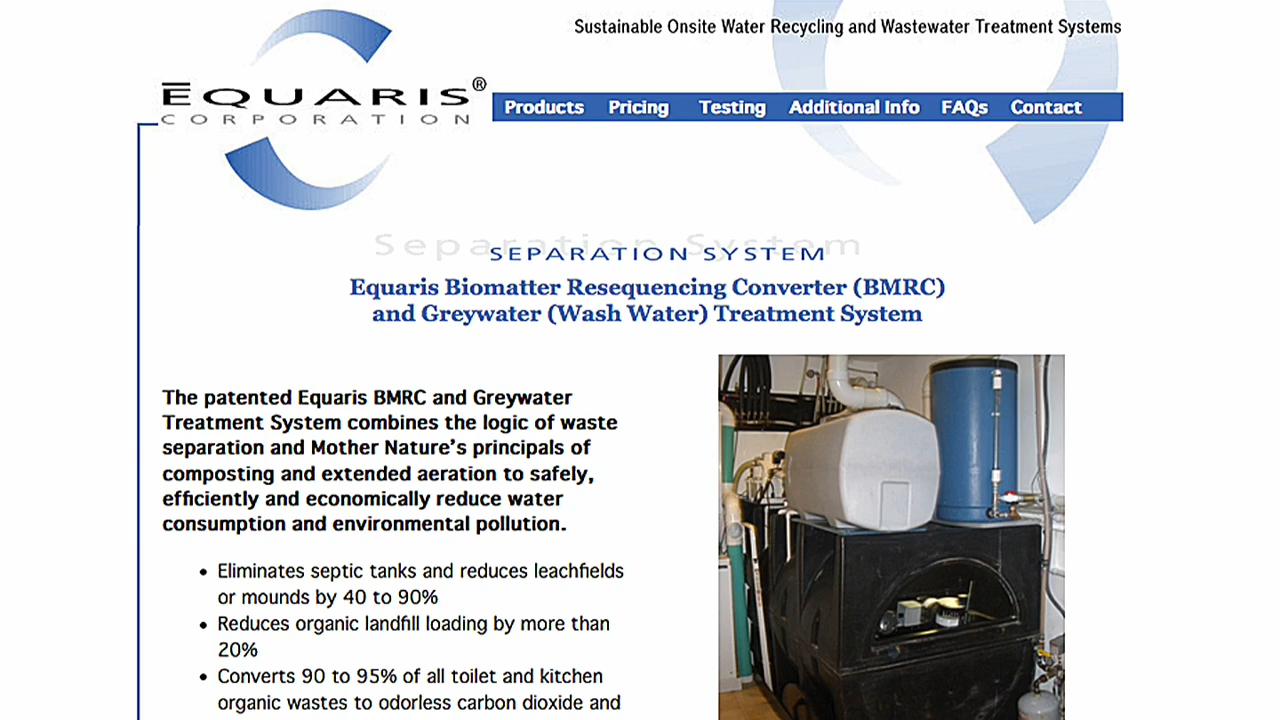 Sustainable Onsite Water Recycling and Wastewater Treatment Systems
EQUARIS®
CORPORATION
Products Pricing Testing Additional Info FAQs Contact
Separation System
SEPARATION SYSTEM
Equaris Biomatter Resequencing Converter (BMRC)
and Greywater (Wash Water) Treatment System
The patented Equaris BMRC and Greywater
Treatment System combines the logic of waste
separation and Mother Nature's principals of
composting and extended aeration to safely,
efficiently and economically reduce water
consumption and environmental pollution.
• Eliminates septic tanks and reduces leachfields
or mounds by 40 to 90%
• Reduces organic landfill loading by more than
20%
• Converts 90 to 95% of all toilet and kitchen
organic wastes to odorless carbon dioxide and